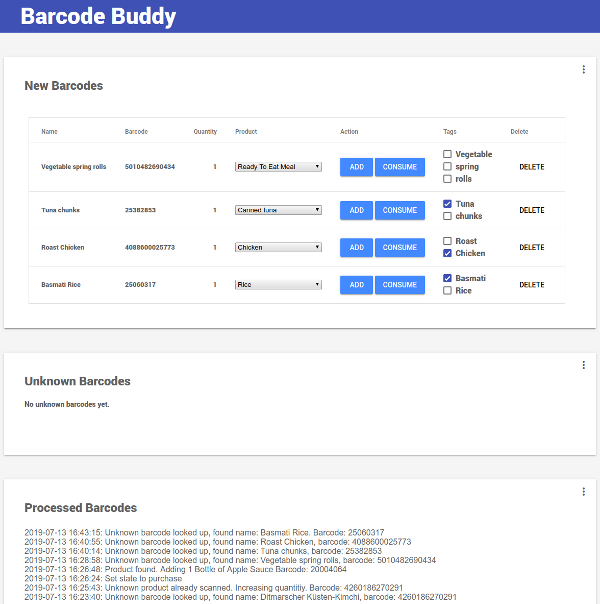 Barcode Buddy
New Barcodes
Name Barcode Quantity Product Action Tags Delete
Vegetable spring rolls 5010482690434 1 Ready To Eat Meal ADD CONSUME Vegetable DELETE
spring
rolls
Tuna chunks 25382853 1 Canned tuna ADD CONSUME Tuna DELETE
chunks
Roast Chicken 4088600025773 1 Chicken ADD CONSUME Roast DELETE
Chicken
Basmati Rice 25060317 1 Rice ADD CONSUME Basmati DELETE
Rice
Unknown Barcodes
No unknown barcodes yet.
Processed Barcodes
2019-07-13 16:43:15: Unknown barcode looked up, found name: Basmati Rice. Barcode: 25060317
2019-07-13 16:40:55: Unknown barcode looked up, found name: Roast Chicken, barcode: 4088600025773
2019-07-13 16:40:14: Unknown barcode looked up, found name: Tuna chunks, barcode: 25382853
2019-07-13 16:28:58: Unknown barcode looked up, found name: Vegetable spring rolls, barcode: 5010482690434
2019-07-13 16:26:48: Product found. Adding 1 Bottle of Apple Sauce Barcode: 20004064
2019-07-13 16:26:24: Set state to purchase
2019-07-13 16:25:43: Unknown product already scanned. Increasing quantitiy. Barcode: 4260186270291
2019-07-13 16:23:40: Unknown barcode looked up, found name: Ditmarscher Küsten-Kimchi, barcode: 4260186270291